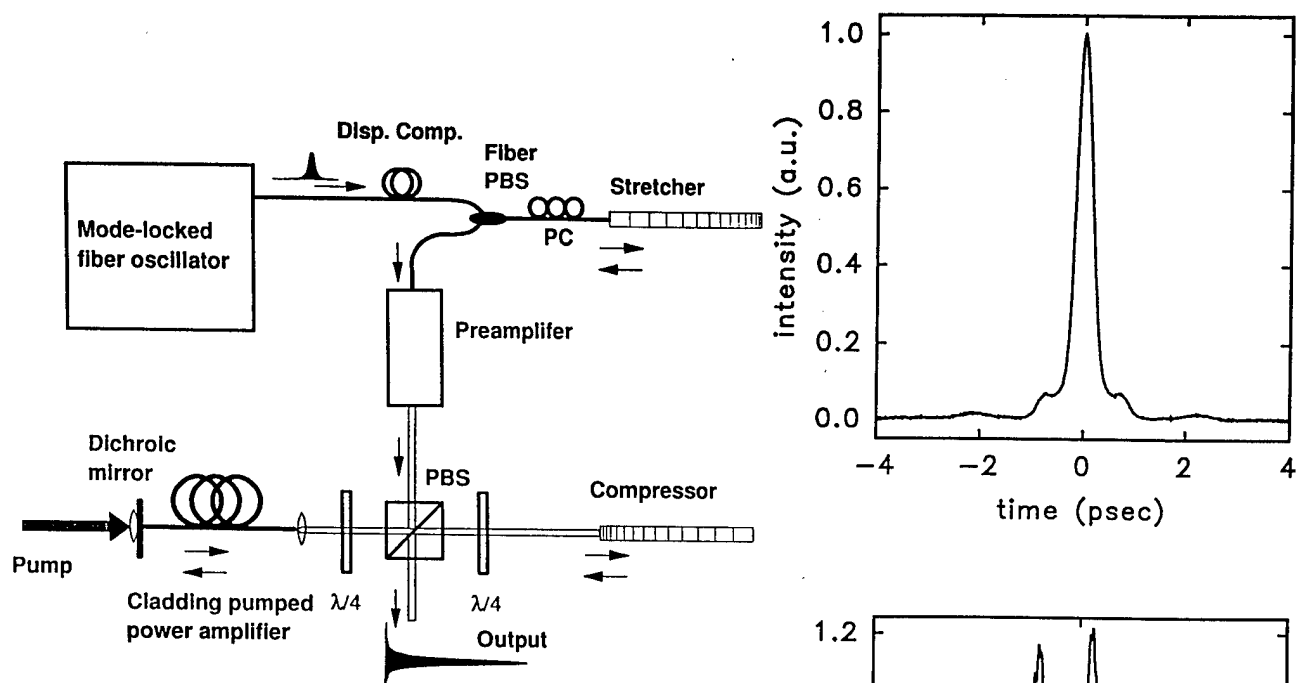 Disp. Comp.
Fiber
PBS
Stretcher
Mode-locked
fiber oscillator
PC
Preamplifer
Dichroic
mirror
PBS
Compressor
Pump
Cladding pumped
power amplifier
λ/4
λ/4
Output
1.0
0.8
0.6
0.4
0.2
0.0
intensity (a.u.)
−4
−2
0
2
4
time (psec)
1.2